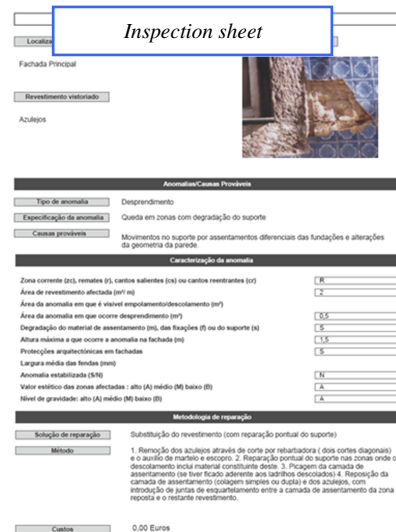 Inspection sheet
Localiza
Fachada Principal
Revestimento vistoriado
Azulejos
Anomalias/Causas Prováveis
Tipo de anomalia Desprendimento
Especificação da anomalia Queda em zonas com degradação do suporte
Causas prováveis Movimentos no suporte por assentamentos diferenciais das fundações e alterações
da geometria da parede.
Caracterização da anomalia
Zona corrente (zc), remates (r), cantos salientes (cs) ou cantos reentrantes (cr) R
Área de revestimento afectada (m²/ m) 2
Área da anomalia em que é visível empolamento/descolamento (m²)
Área da anomalia em que ocorre desprendimento (m²) 0,5
Degradação do material de assentamento (m), das fixações (f) ou do suporte (s) S
Altura máxima a que ocorre a anomalia na fachada (m) 1,5
Protecções arquitectónicas em fachadas S
Largura média das fendas (mm)
Anomalia estabilizada (S/N) N
Valor estético das zonas afectadas : alto (A) médio (M) baixo (B) A
Nível de gravidade: alto (A) médio (M) baixo (B) A
Metodologia de reparação
Solução de reparação Substituição do revestimento (com reparação pontual do suporte)
Método 1. Remoção dos azulejos através de corte por rebarbadora ( dois cortes diagonais)
e o auxílio de martelo e escopro. 2. Reparação pontual do suporte nas zonas onde o
descolamento inclui material constituinte deste. 3. Picagem da camada de
assentamento (se tiver ficado aderente aos ladrilhos descolados) 4. Reposição da
camada de assentamento (colagem simples ou dupla) e dos azulejos, com
introdução de juntas de esquartelamento entre a camada de assentamento da zona
reposta e o restante revestimento.
Custos 0,00 Euros